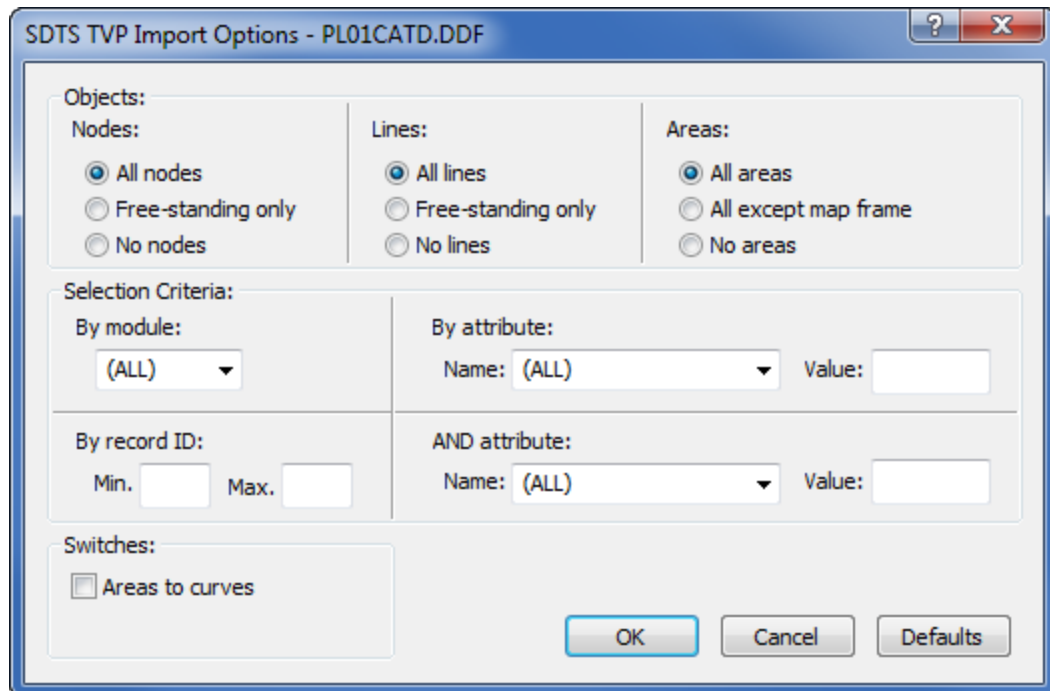 SDTS TVP Import Options - PL01CATD.DDF
Objects:
Nodes:
All nodes
Free-standing only
No nodes
Lines:
All lines
Free-standing only
No lines
Areas:
All areas
All except map frame
No areas
Selection Criteria:
By module:
(ALL)
By attribute:
Name: (ALL) Value:
By record ID:
Min. Max.
AND attribute:
Name: (ALL) Value:
Switches:
Areas to curves
OK Cancel Defaults